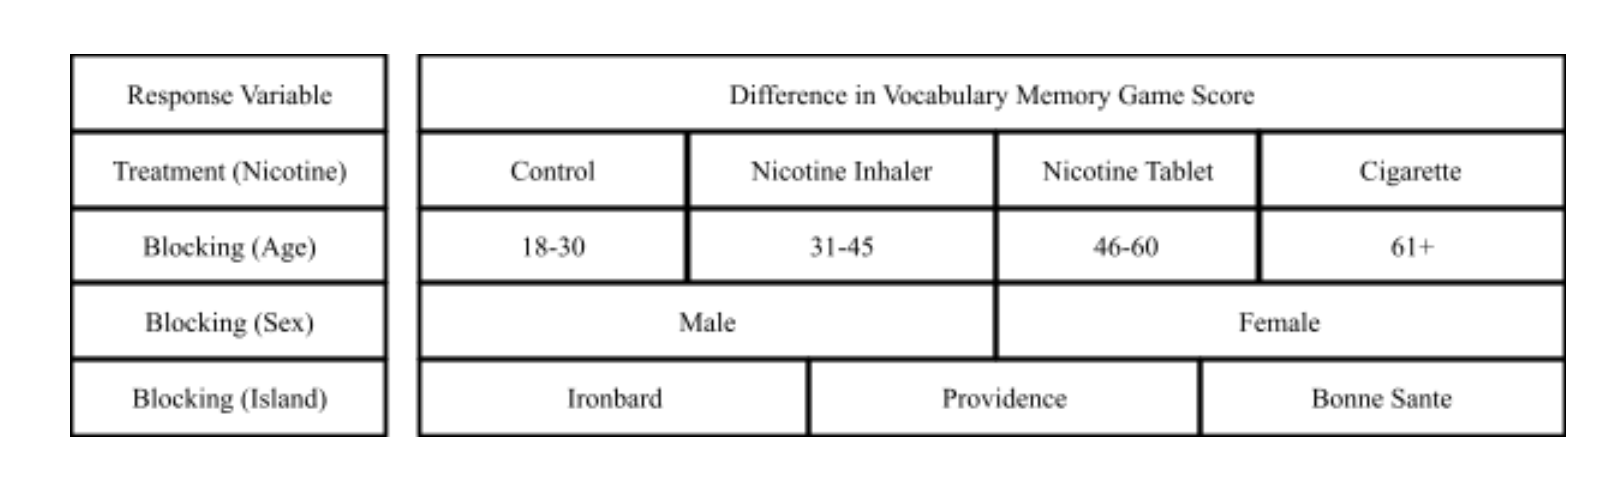 Response Variable Difference in Vocabulary Memory Game Score
Treatment (Nicotine) Control Nicotine Inhaler Nicotine Tablet Cigarette
Blocking (Age) 18-30 31-45 46-60 61+
Blocking (Sex) Male Female
Blocking (Island) Ironbard Providence Bonne Sante